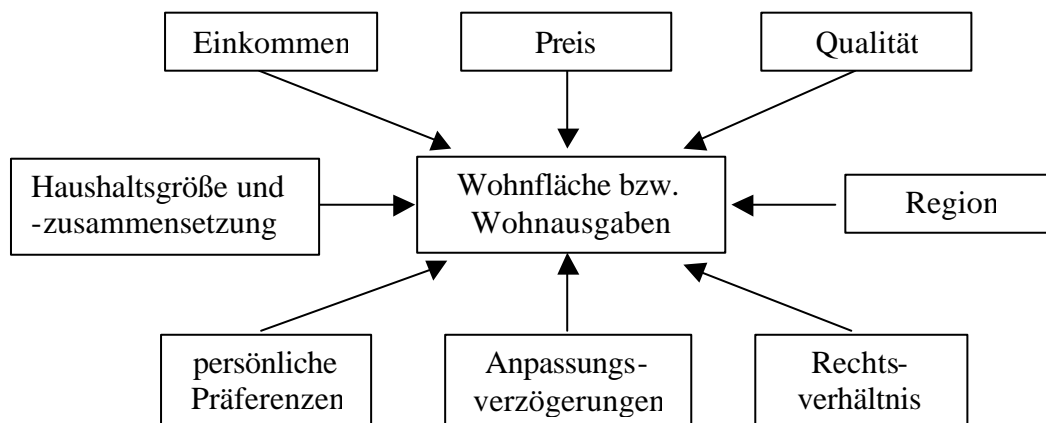 Einkommen
Preis
Qualität
Haushaltsgröße und
-zusammensetzung
Wohnfläche bzw.
Wohnausgaben
Region
persönliche
Präferenzen
Anpassungs-
verzögerungen
Rechts-
verhältnis